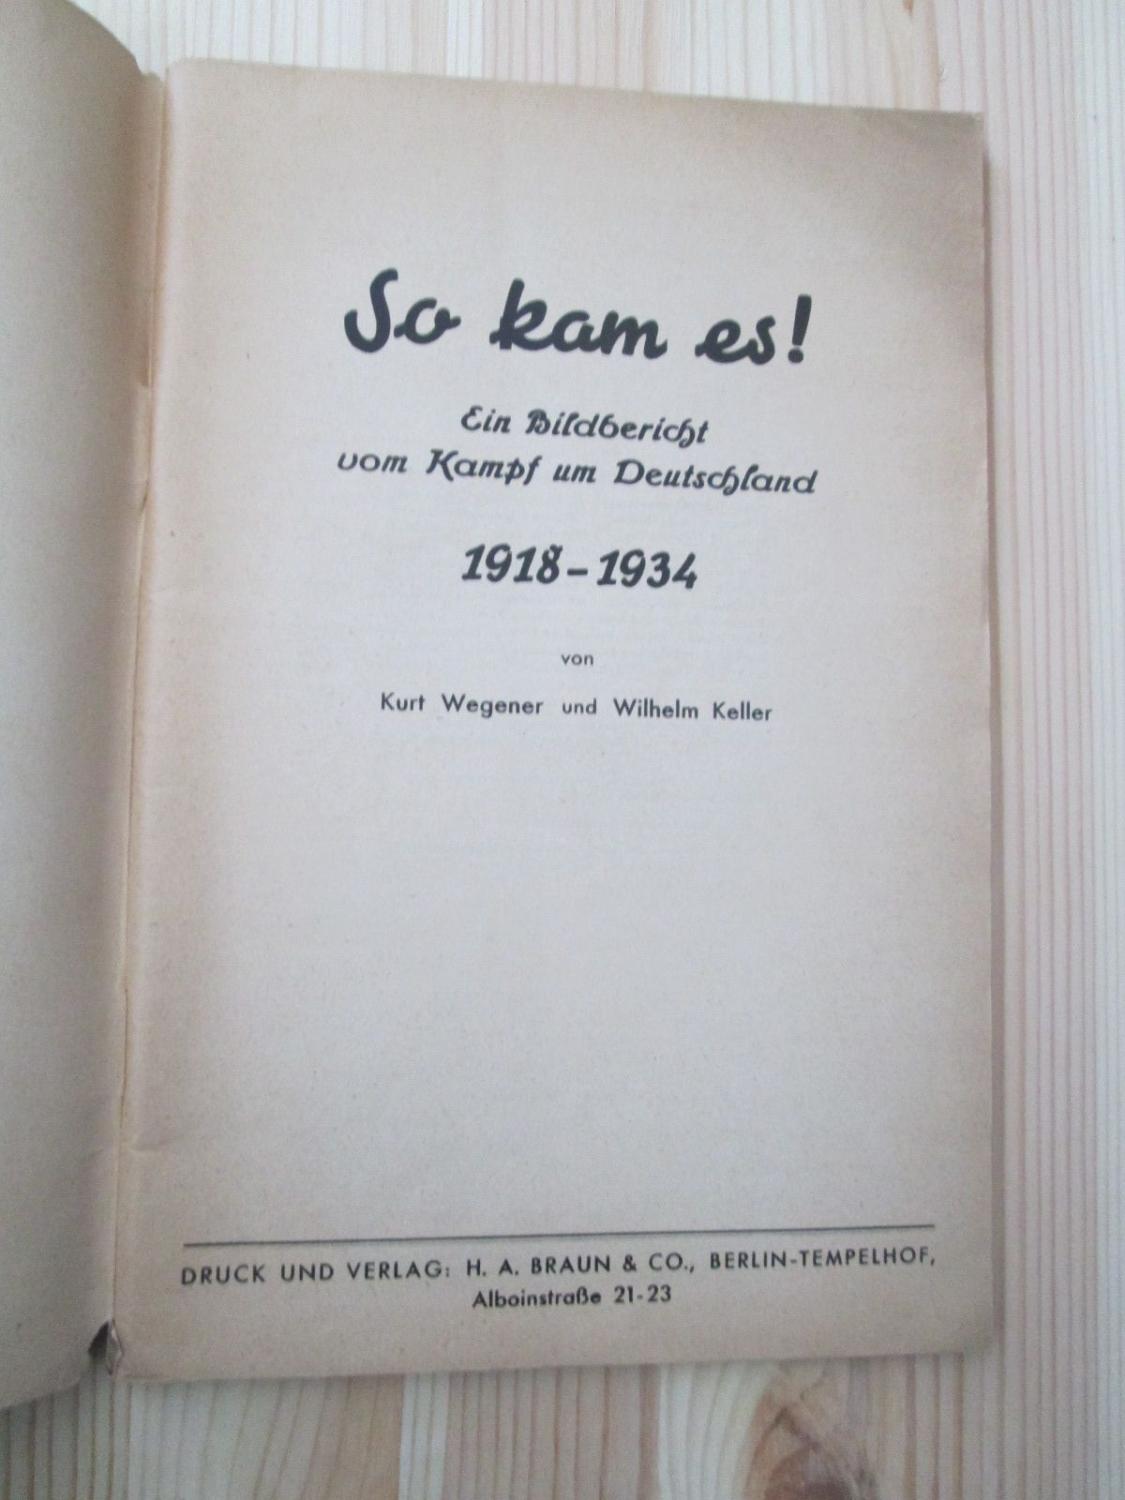 So kam es!
Ein Bildbericht
vom Kampf um Deutschland
1918-1934
von
Kurt Wegener und Wilhelm Keller
DRUCK UND VERLAG: H. A. BRAUN & CO., BERLIN-TEMPELHOF,
Alboinstraße 21-23